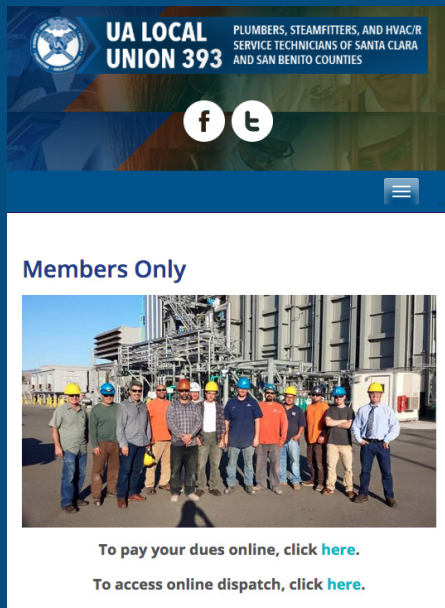 UA LOCAL
UNION 393
PLUMBERS, STEAMFITTERS, AND HVAC/R
SERVICE TECHNICIANS OF SANTA CLARA
AND SAN BENITO COUNTIES
Members Only
To pay your dues online, click here.
To access online dispatch, click here.